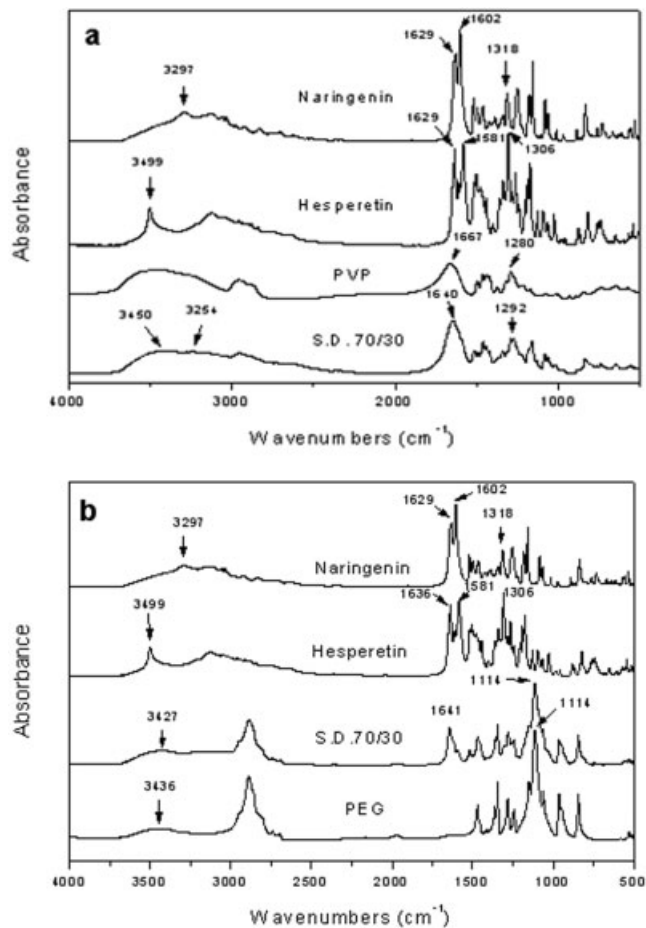 a
1602
1629
1318
3297
Naringenin
1629
1581
1306
3499
Hesperetin
1667
1280
PVP
1640
1292
3450
3254
S.D. 70/30
4000 3000 2000 1000
Wavenumbers (cm-1)
Absorbance
b
1602
1629
1318
3297
Naringenin
1636
581
1306
3499
Hesperetin
1114
1114
1641
3427
S.D. 70/30
3436
PEG
4000 3500 3000 2500 2000 1500 1000 500
Wavenumbers (cm-1)
Absorbance